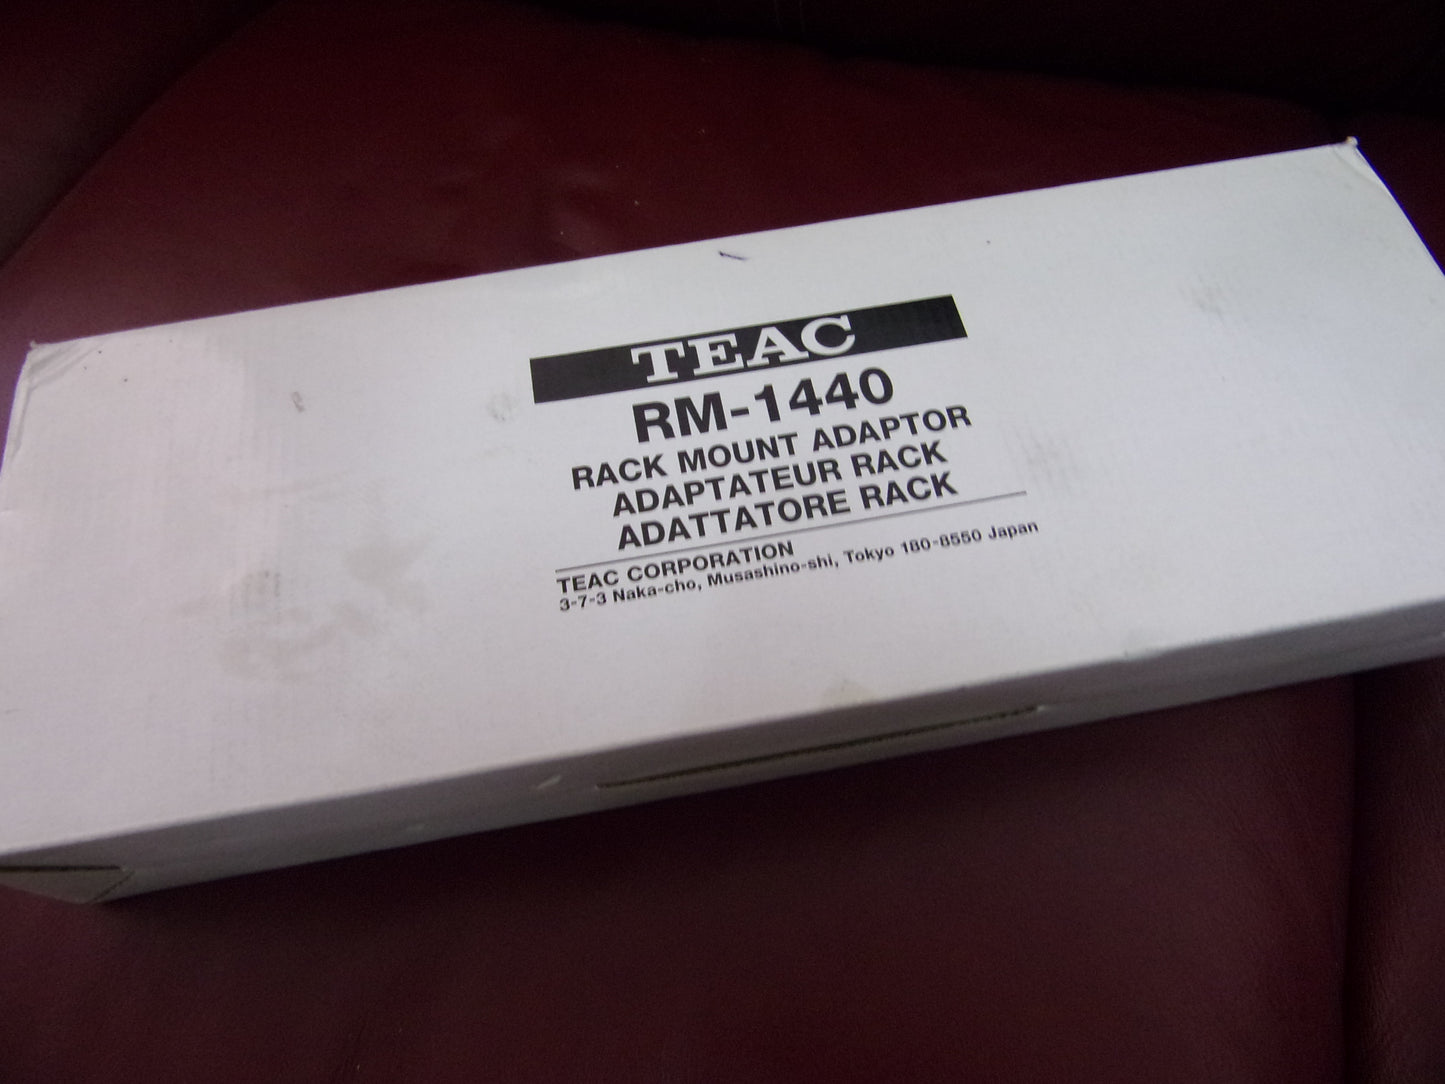 TEAC
RM-1440
RACK MOUNT ADAPTOR
ADAPTATEUR RACK
ADATTATORE RACK
TEAC CORPORATION
3-7-3 Naka-cho, Musashino-shi, Tokyo 180-8550 Japan